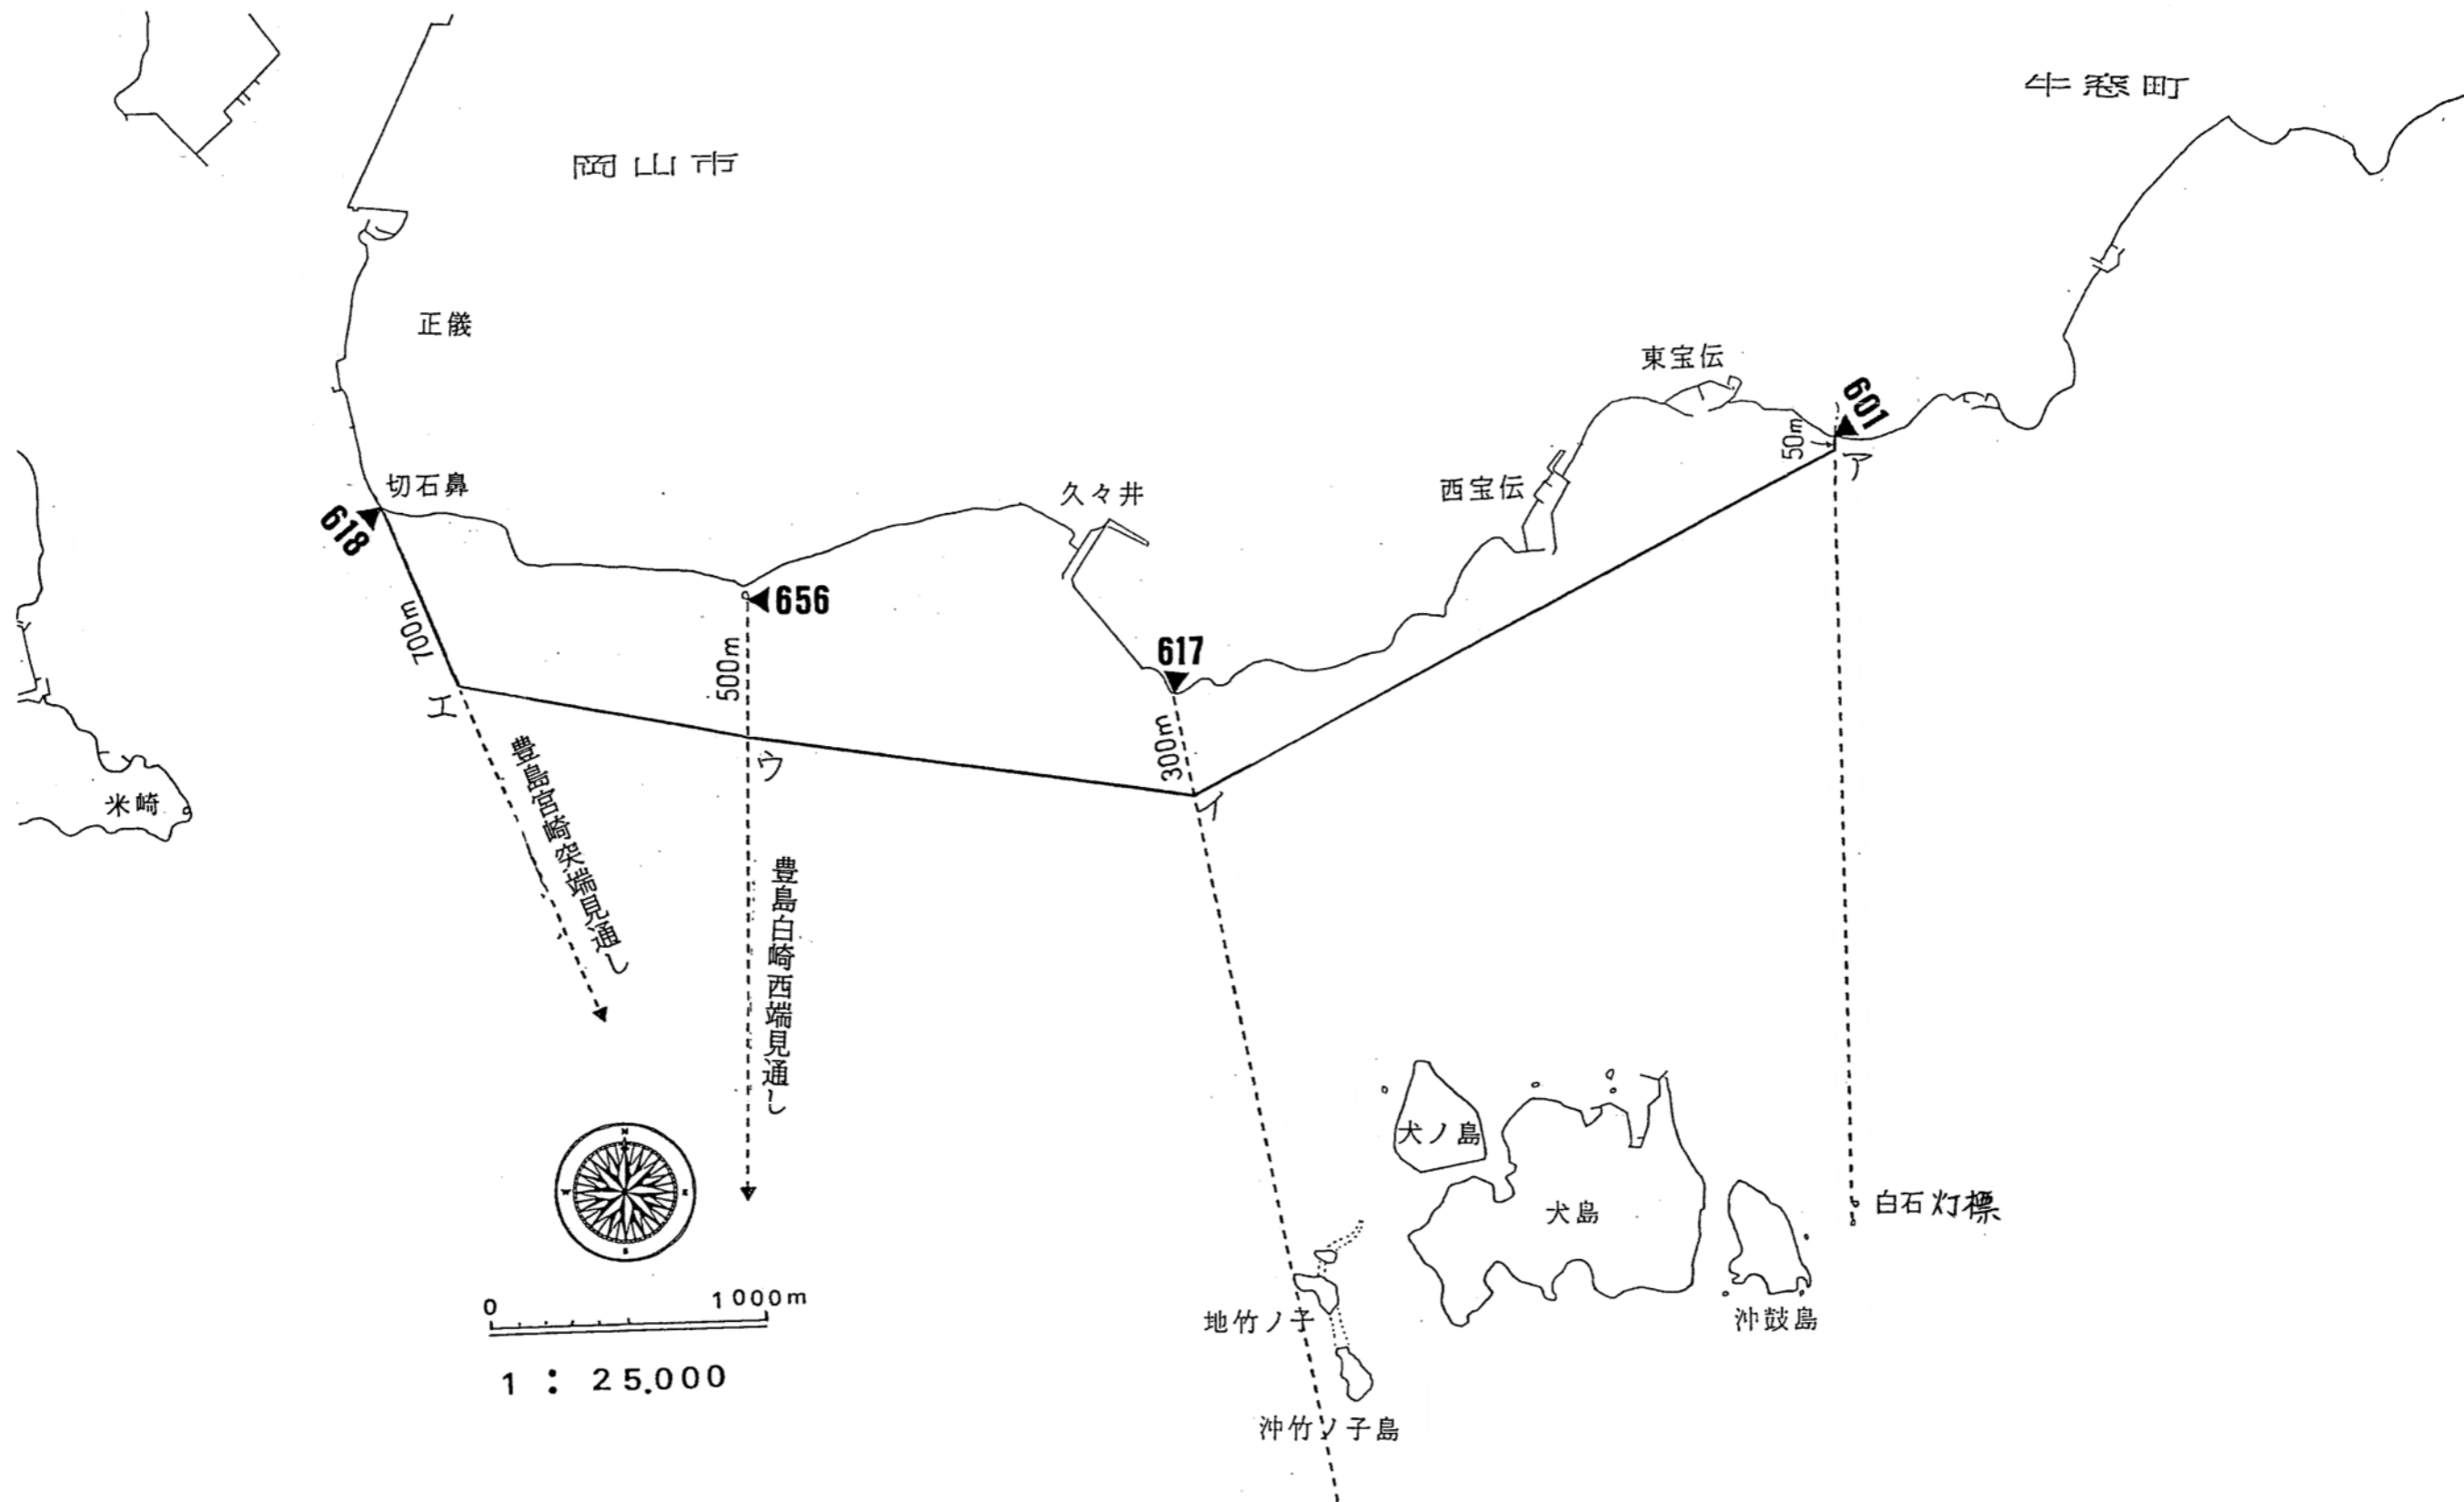 牛窓町
岡山市
正儀
東宝伝
601
50m
ア
切石鼻
618
久々井
西宝伝
656
700m
500m
617
300m
エ
ウ
イ
米崎
豊島宮崎突端見通し
豊島白崎西端見通し
N
W
E
S
犬ノ島
犬島
白石灯標
0
1000m
地竹ノ子
沖鼓島
1 : 25.000
沖竹ノ子島